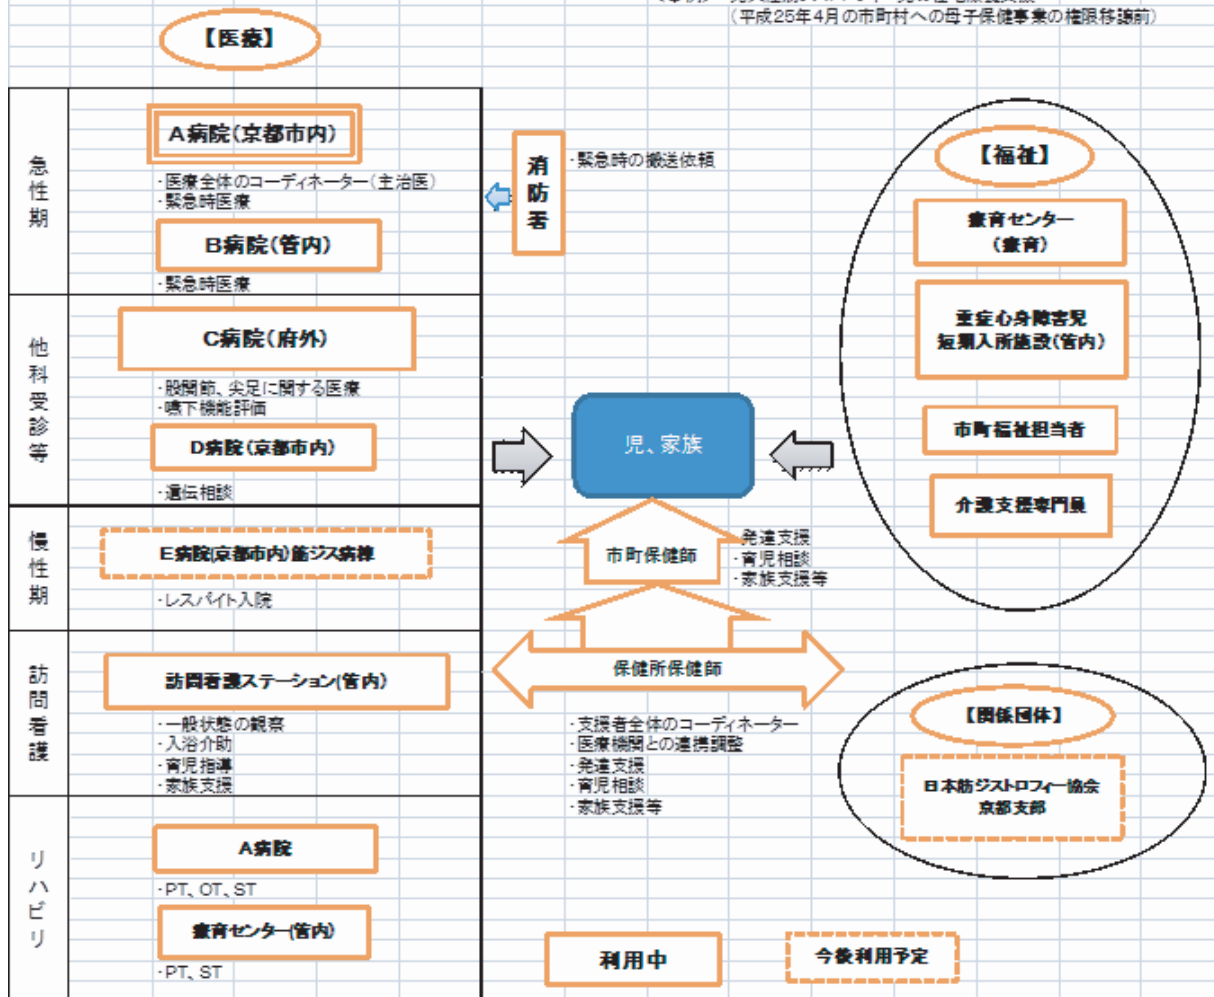 (平成25年4月の市町村への母子保健事業の権限移譲前)
【医療】
急性期
A病院(京都市内)
・医療全体のコーディネーター(主治医)
・緊急時医療
B病院(管内)
・緊急時医療
消防署
・緊急時の搬送依頼
他科受診等
C病院(府外)
・股関節、尖足に関する医療
・嚥下機能評価
D病院(京都市内)
・遺伝相談
慢性期
E病院(京都市内)筋ジス病棟
・レスパイト入院
訪問看護
訪問看護ステーション(管内)
・一般状態の観察
・入浴介助
・育児指導
・家族支援
リハビリ
A病院
・PT、OT、ST
療育センター(管内)
・PT、ST
児、家族
市町保健師
・発達支援
・育児相談
・家族支援等
保健所保健師
・支援者全体のコーディネーター
・医療機関との連携調整
・発達支援
・育児相談
・家族支援等
【福祉】
療育センター
(療育)
重症心身障害児
短期入所施設(管内)
市町福祉担当者
介護支援専門員
【関係団体】
日本筋ジストロフィー協会
京都支部
利用中
今後利用予定